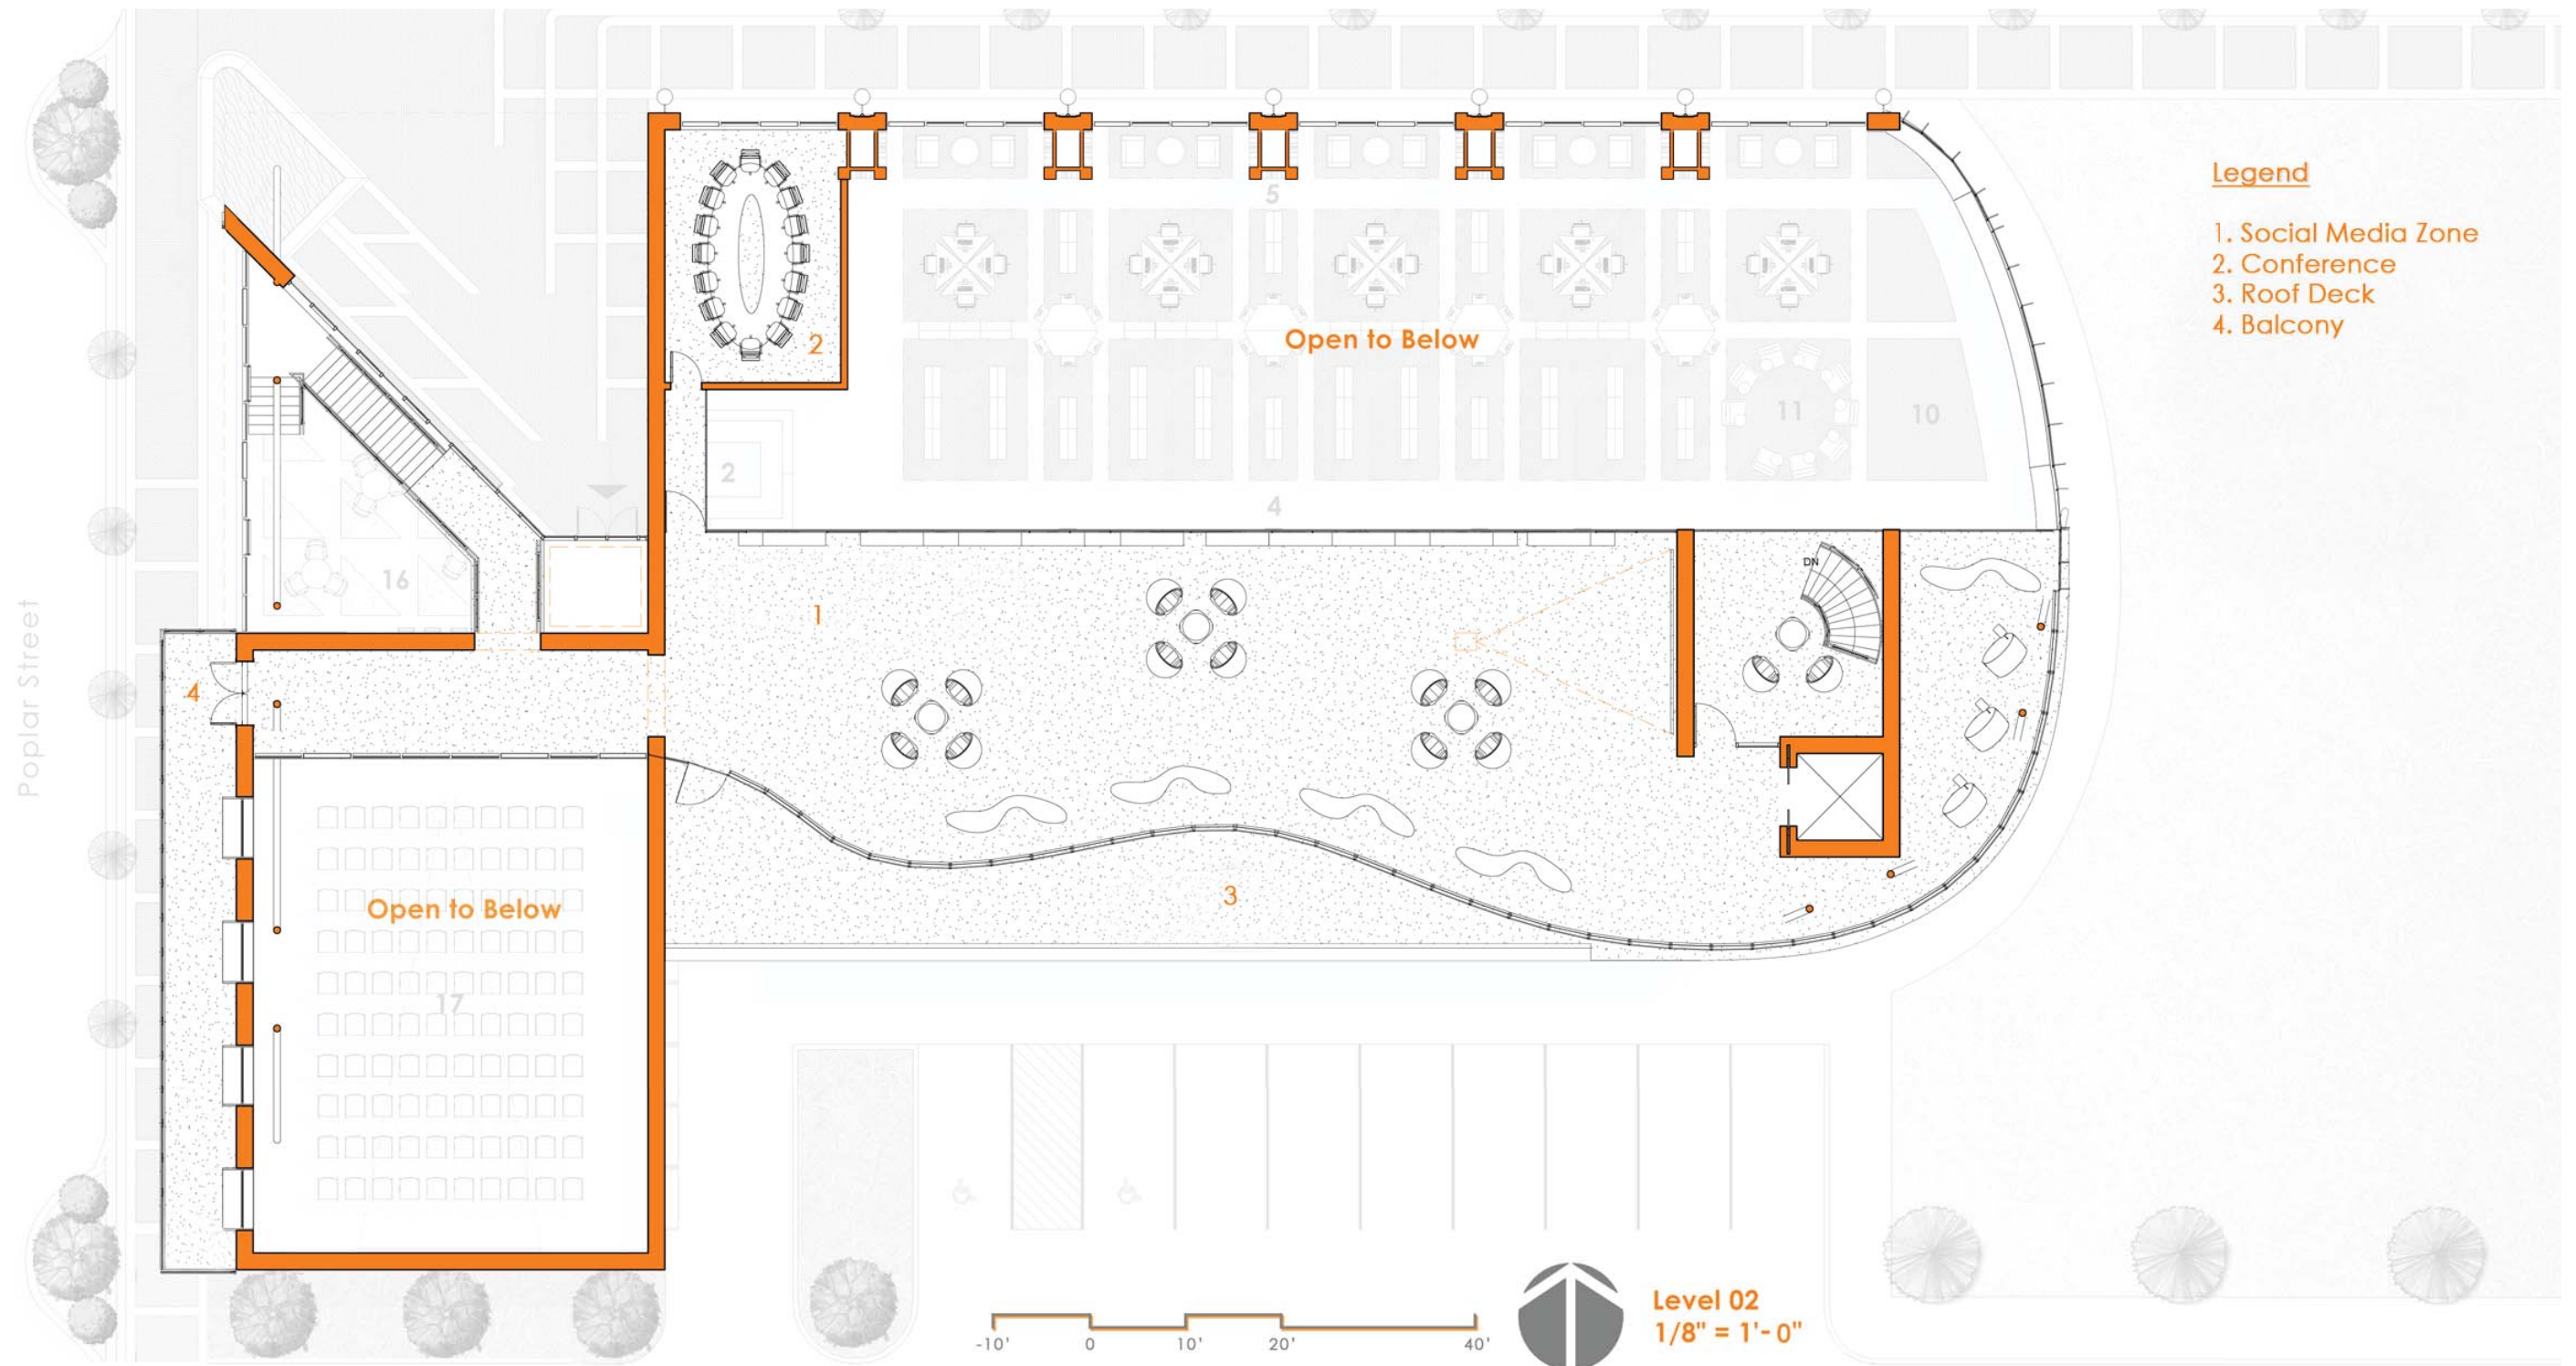 Legend
1. Social Media Zone
2. Conference
3. Roof Deck
4. Balcony
5
2
Open to Below
11
10
2
4
DN
16
1
Poplar Street
4
3
Open to Below
17
-10'
0
10'
20'
40'
Level 02
1/8" = 1'-0"